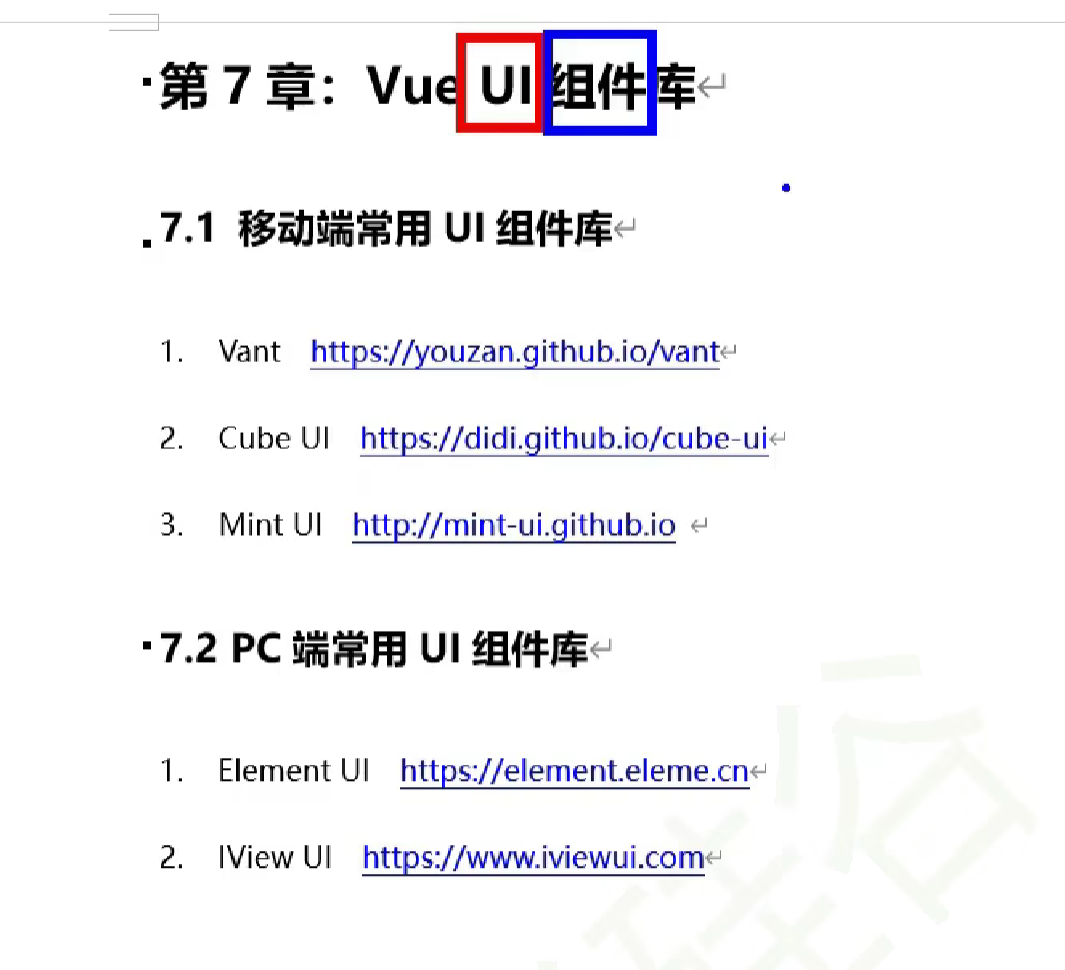 第 7 章：Vue UI 组件库
7.1 移动端常用 UI 组件库
1. Vant https://youzan.github.io/vant
2. Cube UI https://didi.github.io/cube-ui
3. Mint UI http://mint-ui.github.io
7.2 PC 端常用 UI 组件库
1. Element UI https://element.eleme.cn
2. IView UI https://www.iviewui.com
硅谷